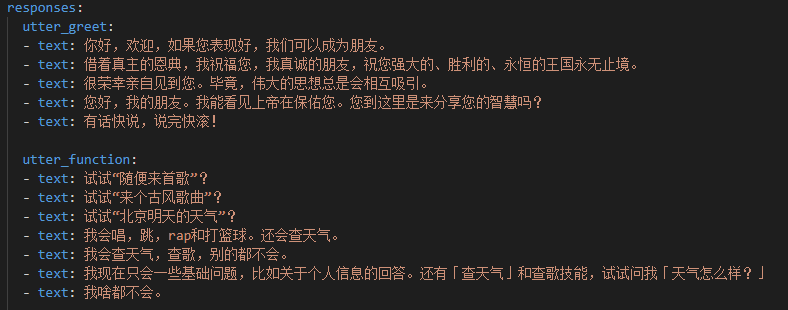 responses:
utter_greet:
- text: 你好，欢迎，如果您表现好，我们可以成为朋友。
- text: 借着真主的恩典，我祝福您，我真诚的朋友，祝您强大的、胜利的、永恒的王国永无止境。
- text: 很荣幸亲自见到您。毕竟，伟大的思想总是会相互吸引。
- text: 您好，我的朋友。我能看见上帝在保佑您。您到这里是来分享您的智慧吗？
- text: 有话快说，说完快滚!
utter_function:
- text: 试试“随便来首歌”？
- text: 试试“来个古风歌曲”？
- text: 试试“北京明天的天气”？
- text: 我会唱，跳，rap和打篮球。还会查天气。
- text: 我会查天气，查歌，别的都不会。
- text: 我现在只会一些基础问题，比如关于个人信息的回答。还有「查天气」和查歌技能，试试问我「天气怎么样？」
- text: 我啥都不会。